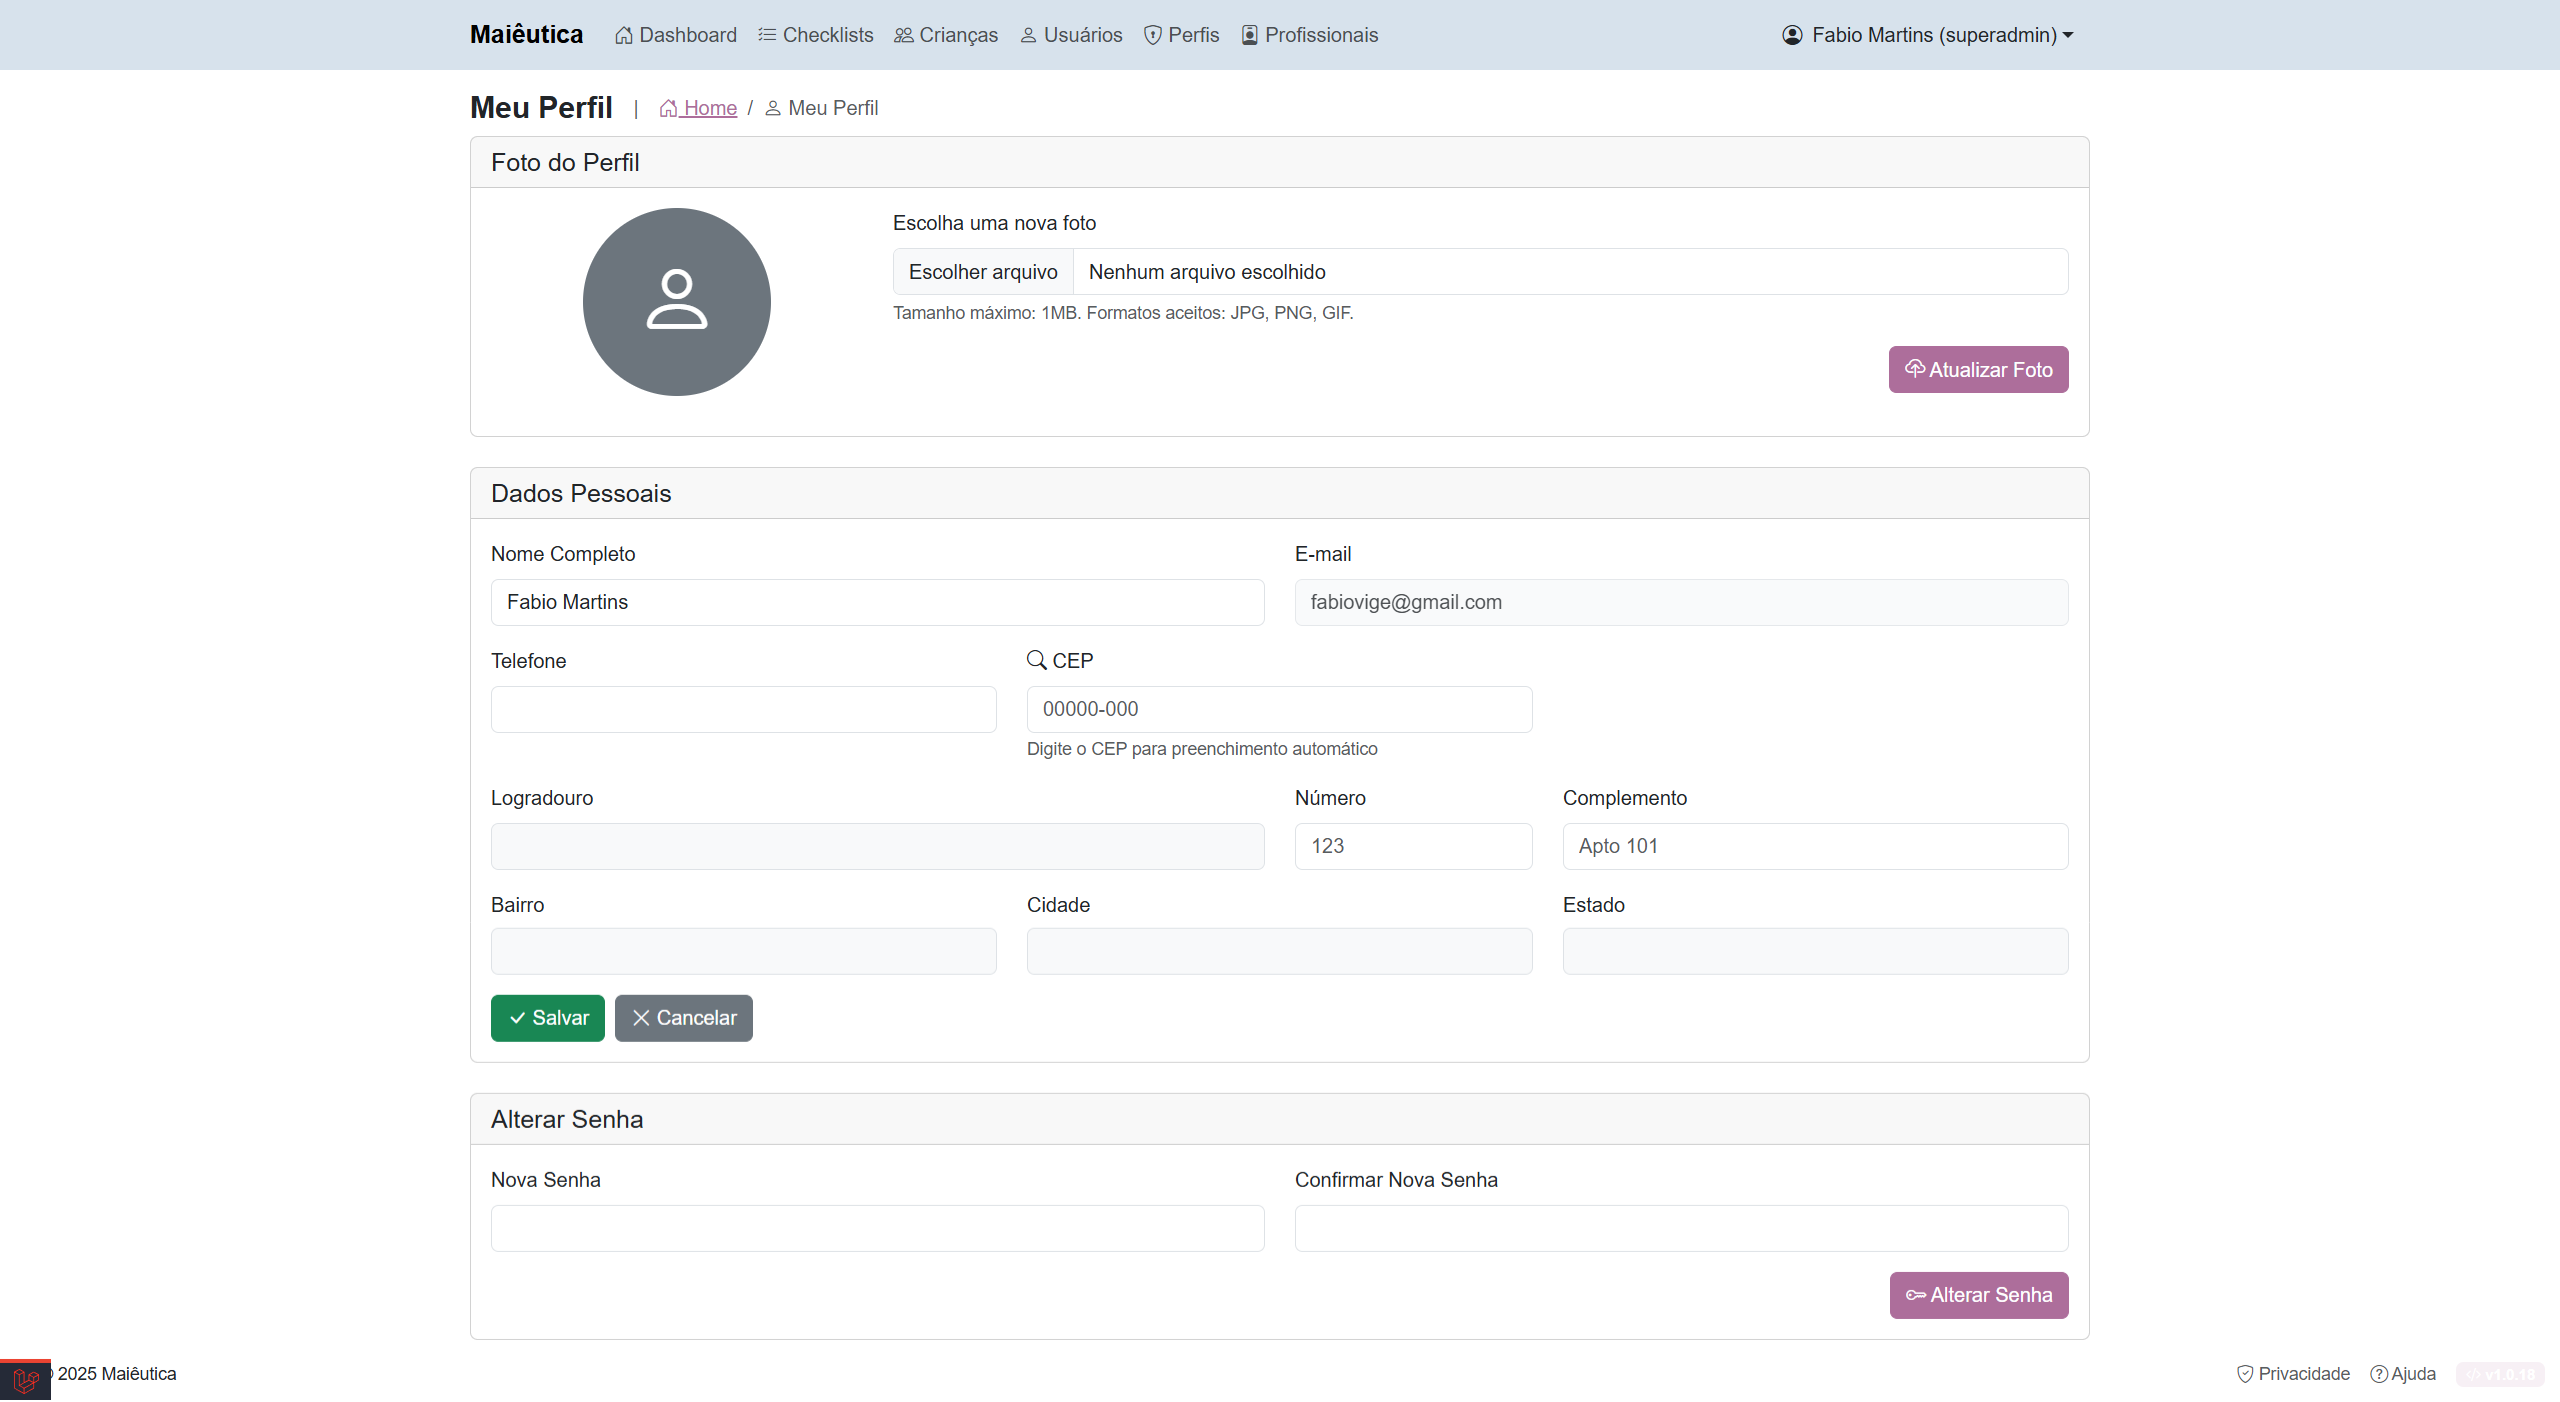 Maiêutica Dashboard Checklists Crianças Usuários Perfis Profissionais Fabio Martins (superadmin)
Meu Perfil | Home / Meu Perfil
Foto do Perfil
Escolha uma nova foto
Escolher arquivo Nenhum arquivo escolhido
Tamanho máximo: 1MB. Formatos aceitos: JPG, PNG, GIF.
Atualizar Foto
Dados Pessoais
Nome Completo E-mail
Fabio Martins fabiovige@gmail.com
Telefone CEP
00000-000
Digite o CEP para preenchimento automático
Logradouro Número Complemento
123 Apto 101
Bairro Cidade Estado
Salvar Cancelar
Alterar Senha
Nova Senha Confirmar Nova Senha
Alterar Senha
2025 Maiêutica Privacidade Ajuda v1.0.18